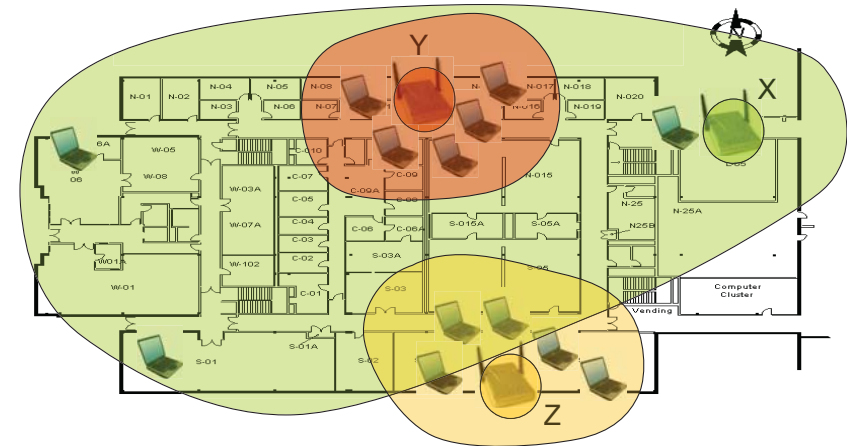 Y
N
X
N-01
N-02
N-04
N-03
N-05
N-06
N-08
N-07
N-017
N-016
N-018
N-019
N-020
6A
W
06
W-05
W-08
W-03A
W-07A
W-102
W01A
W-01
C-010
C-07
C-05
C-04
C-03
C-02
C-01
C-09
C-09A
C-08
C-06
C-06A
N-015
S-015A
S-05A
S-03A
S-03
N-25
N-25A
N25B
Computer
Cluster
Vending
S-01
S-01A
S-02
Z